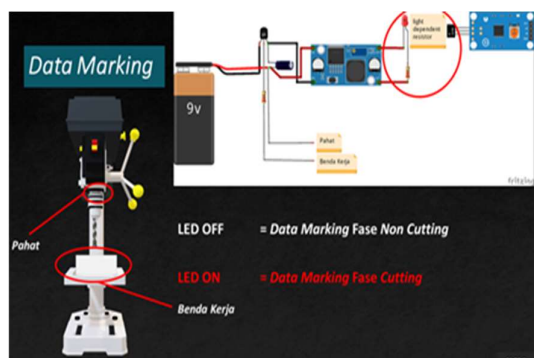 Data Marking
light
dependent
resistor
9v
Pahat
Benda Kerja
fritzing
Pahat
LED OFF = Data Marking Fase Non Cutting
LED ON = Data Marking Fase Cutting
Benda Kerja